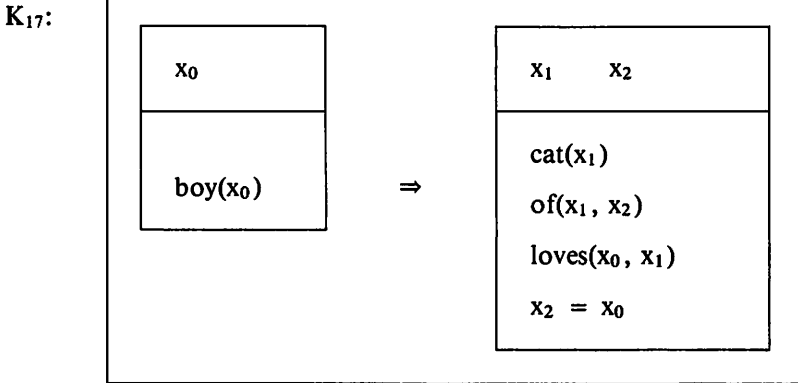 K₁₇:
x₀
boy(x₀)
⇒
x₁ x₂
cat(x₁)
of(x₁, x₂)
loves(x₀, x₁)
x₂ = x₀